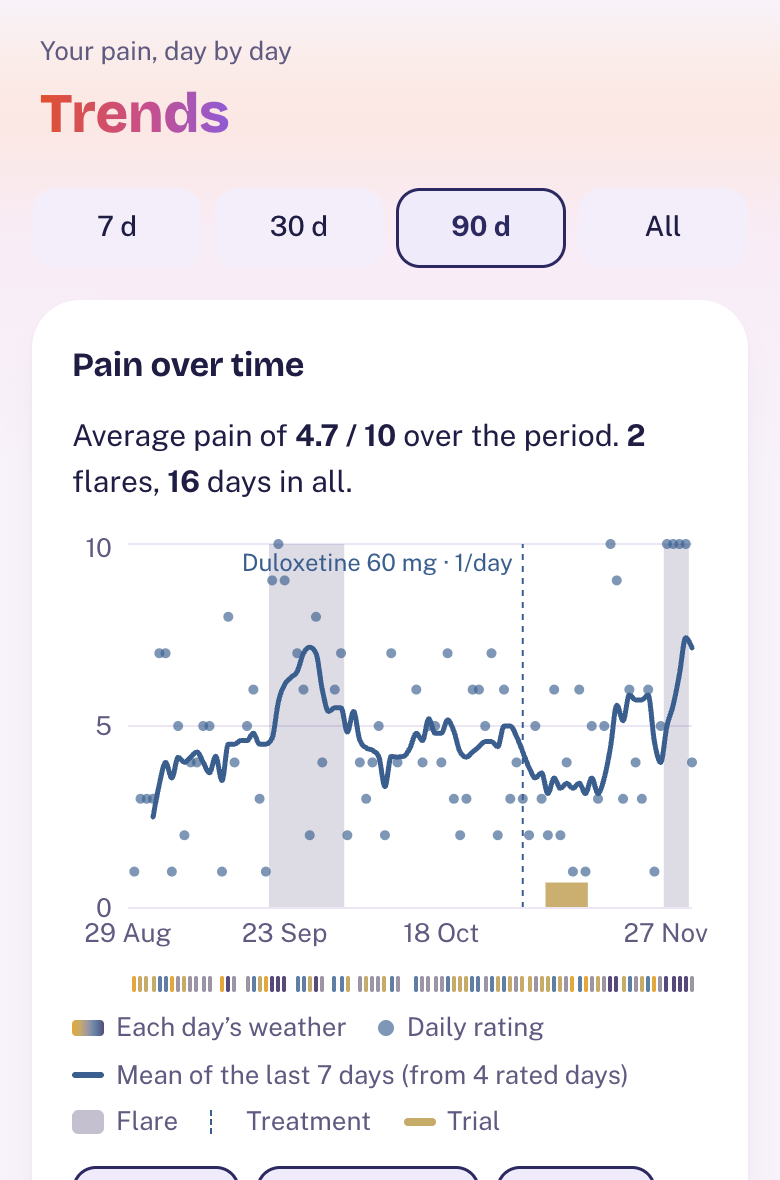 Your pain, day by day
Trends
7 d
30 d
90 d
All
Pain over time
Average pain of 4.7 / 10 over the period. 2
flares, 16 days in all.
10
Duloxetine 60 mg · 1/day
5
0
29 Aug
23 Sep
18 Oct
27 Nov
Each day’s weather
Daily rating
Mean of the last 7 days (from 4 rated days)
Flare
Treatment
Trial